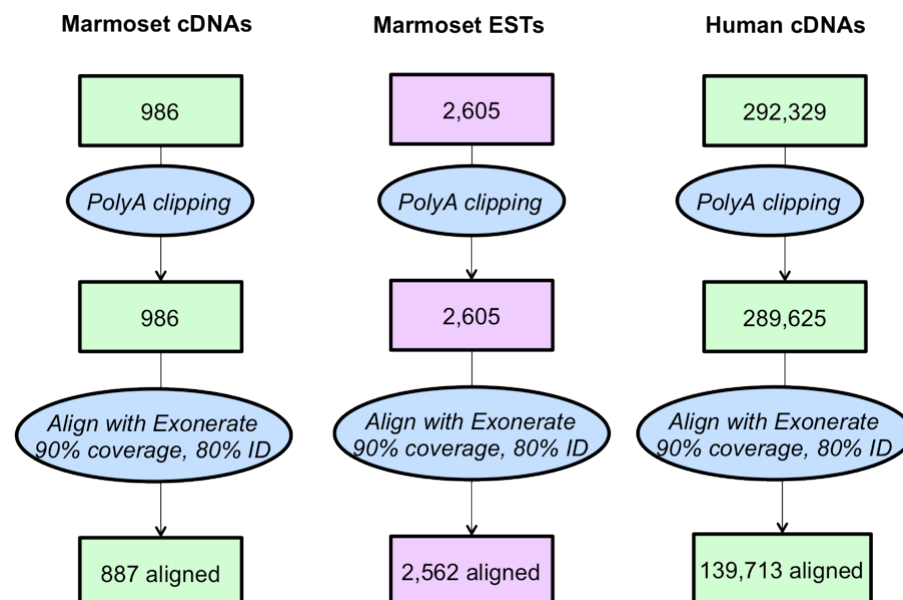 Marmoset cDNAs
Marmoset ESTs
Human cDNAs
986
2,605
292,329
PolyA clipping
PolyA clipping
PolyA clipping
986
2,605
289,625
Align with Exonerate
90% coverage, 80% ID
Align with Exonerate
90% coverage, 80% ID
Align with Exonerate
90% coverage, 80% ID
887 aligned
2,562 aligned
139,713 aligned